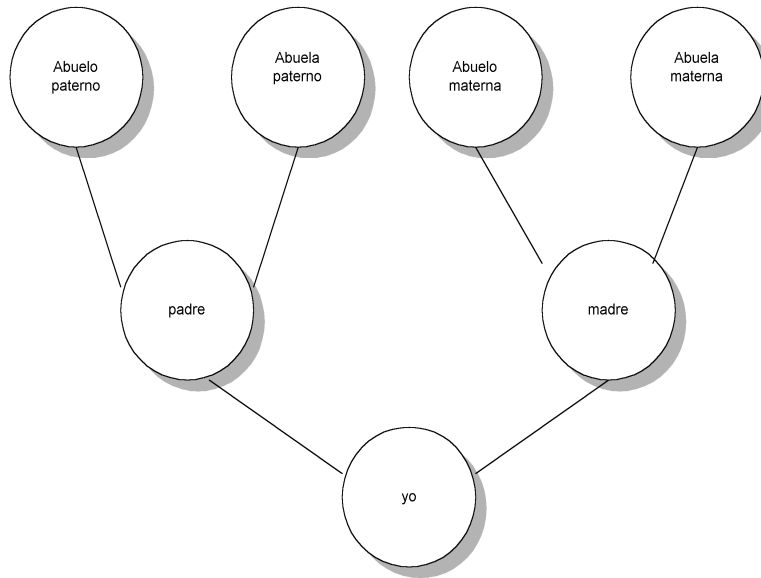 Abuelo
paterno
Abuela
paterno
Abuelo
materna
Abuela
materna
padre
madre
yo